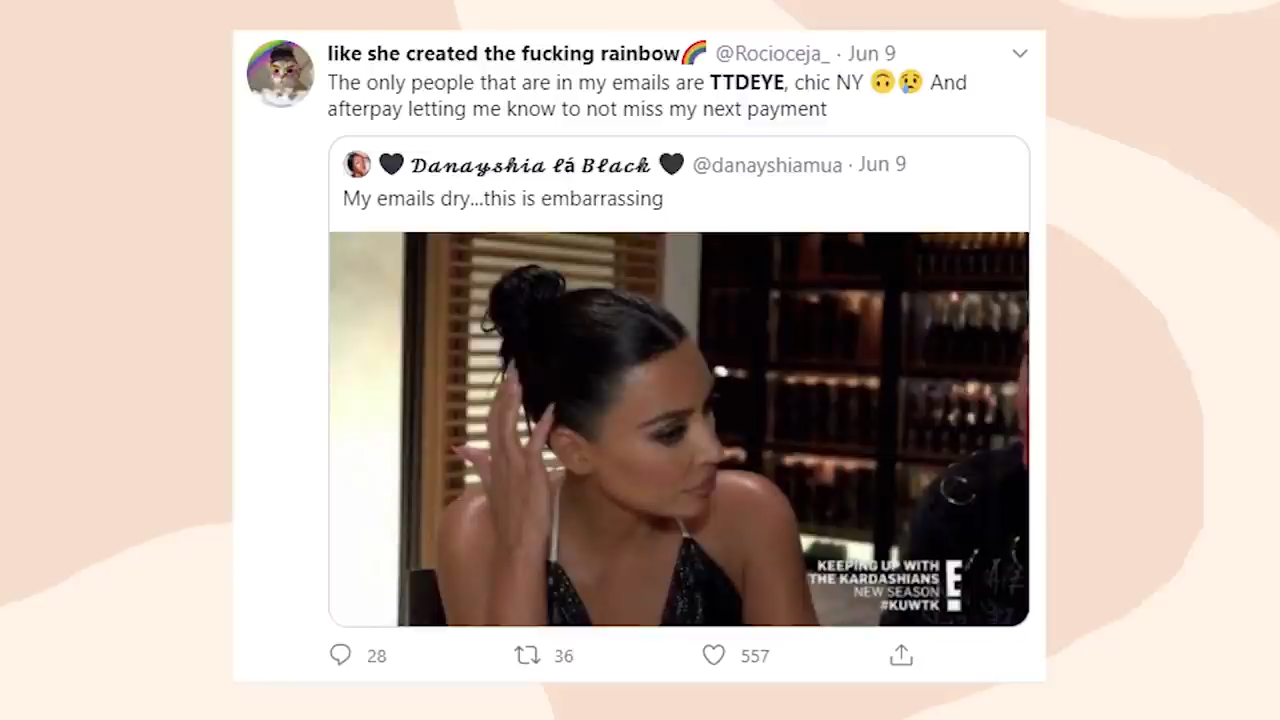 like she created the fucking rainbow🌈 @Rocioceja_ · Jun 9
The only people that are in my emails are TTDEYE, chic NY 🙃😢 And
afterpay letting me know to not miss my next payment
🖤 𝓓𝓪𝓷𝓪𝔂𝓼𝓱𝓲𝓪 𝓵á 𝓑𝓵𝓪𝓬𝓴 🖤 @danayshiamua · Jun 9
My emails dry...this is embarrassing
KEEPING UP WITH
THE KARDASHIANS
NEW SEASON
#KUWTK
E!
28 36 557